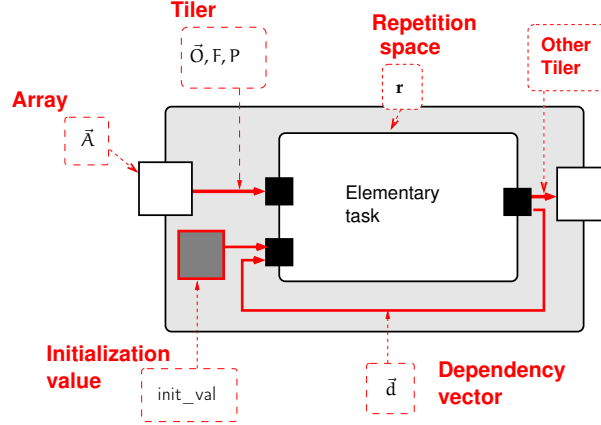 Tiler
O⃗, F, P
Repetition
space
r
Other
Tiler
Array
A⃗
Elementary
task
Initialization
value
init_val
d⃗
Dependency
vector